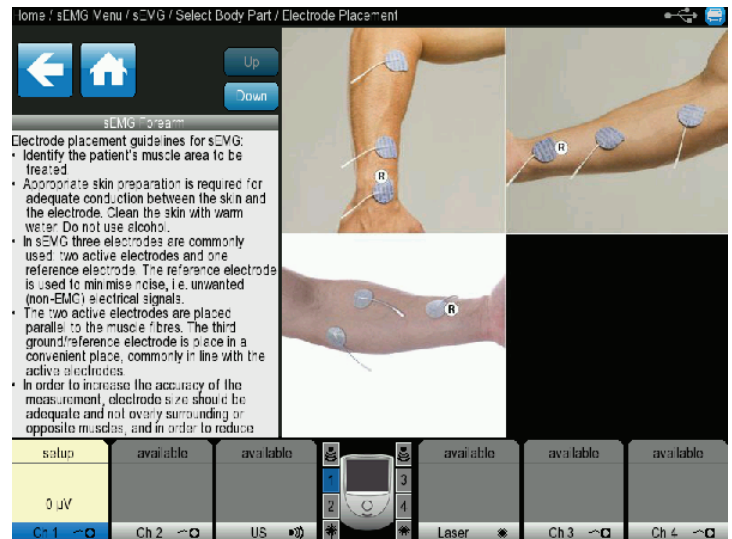 Home / sEMG Menu / sEMG / Select Body Part / Electrode Placement
Up
Down
sEMG Forearm
Electrode placement guidelines for sEMG:
• Identify the patient's muscle area to be
treated
• Appropriate skin preparation is required for
adequate conduction between the skin and
the electrode. Clean the skin with warm
water. Do not use alcohol.
• In sEMG three electrodes are commonly
used: two active electrodes and one
reference electrode. The reference electrode
is used to minimise noise, i.e. unwanted
(non-EMG) electrical signals.
• The two active electrodes are placed
parallel to the muscle fibres. The third
ground/reference electrode is place in a
convenient place, commonly in line with the
active electrodes.
• In order to increase the accuracy of the
measurement, electrode size should be
adequate and not overly surrounding or
opposite muscles, and in order to reduce
R
R
R
setup
available
available
available
available
available
0 µV
1
3
2
4
Ch 1
Ch 2
US
Laser
Ch 3
Ch 4